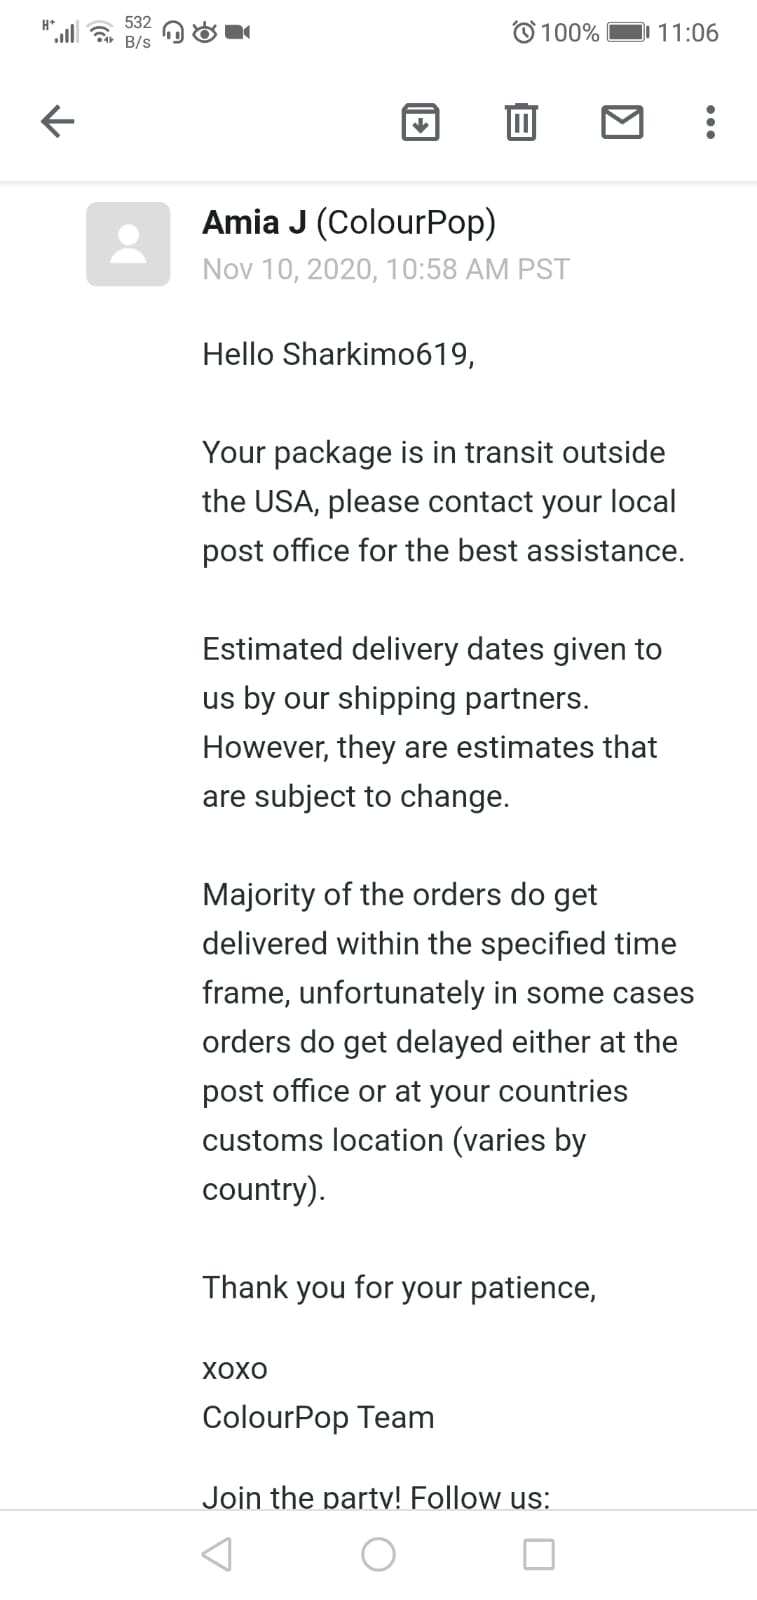 H+ 532 B/s 100% 11:06
Amia J (ColourPop)
Nov 10, 2020, 10:58 AM PST
Hello Sharkimo619,
Your package is in transit outside
the USA, please contact your local
post office for the best assistance.
Estimated delivery dates given to
us by our shipping partners.
However, they are estimates that
are subject to change.
Majority of the orders do get
delivered within the specified time
frame, unfortunately in some cases
orders do get delayed either at the
post office or at your countries
customs location (varies by
country).
Thank you for your patience,
xoxo
ColourPop Team
Join the party! Follow us: